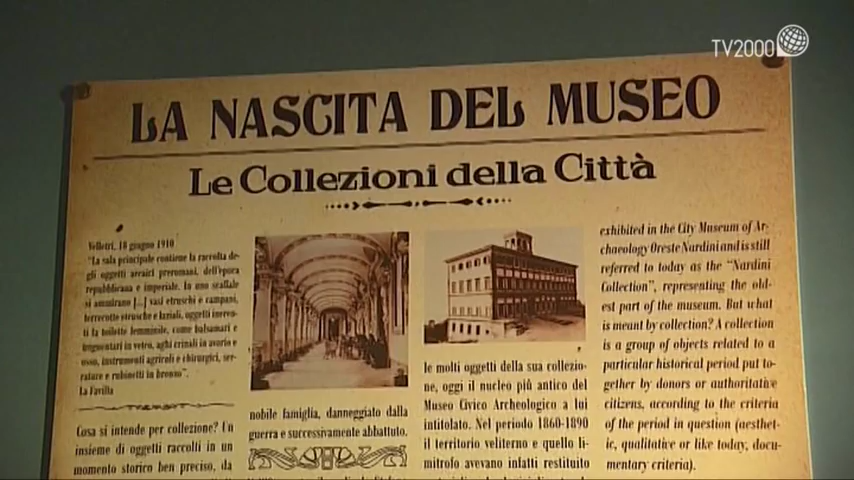 TV2000
LA NASCITA DEL MUSEO
Le Collezioni della Città
Velletri, 18 giugno 1910
"La sala principale contiene la raccolta de-
gli oggetti arcaici preromani, dell'epoca
repubblicana e imperiale. In uno scaffale
si ammirano [...] vasi etruschi e campani,
terrecotte etrusche e laziali, oggetti ineren-
ti la toilette femminile, come balsamari e
frammentari in vetro, aghi crinali in avorio e
osso, instrumenti agricoli e chirurgici, ser-
rature e rubinetti in bronzo".
La Favilla
Cosa si intende per collezione? Un
insieme di oggetti raccolti in un
momento storico ben preciso, da
nobile famiglia, danneggiato dalla
guerra e successivamente abbattuto.
le molti oggetti della sua collezio-
ne, oggi il nucleo più antico del
Museo Civico Archeologico a lui
intitolato. Nel periodo 1860-1890
il territorio veliterno e quello li-
mitrofo avevano infatti restituito
exhibited in the City Museum of Ar-
chaeology Oreste Nardini and is still
referred to today as the "Nardini
Collection", representing the old-
est part of the museum. But what
is meant by collection? A collection
is a group of objects related to a
particular historical period put to-
gether by donors or authoritative
citizens, according to the criteria
of the period in question (aesthet-
ic, qualitative or like today, docu-
mentary criteria).